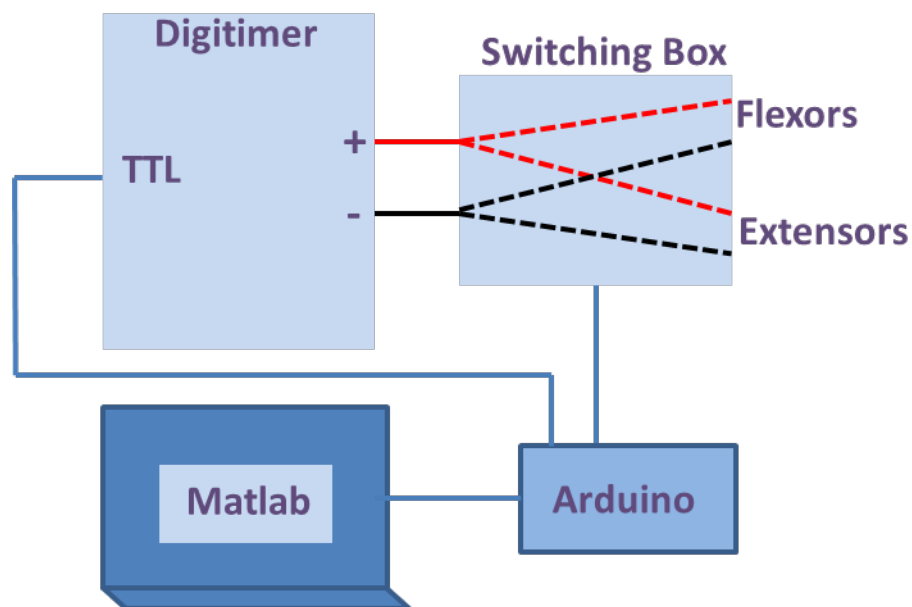 Digitimer
Switching Box
+
Flexors
TTL
-
Extensors
Matlab
Arduino